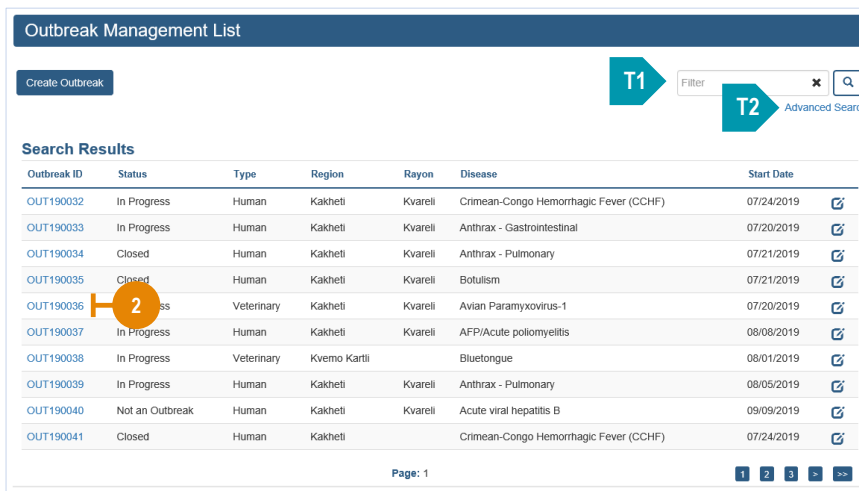 Outbreak Management List
Create Outbreak
T1
Filter
T2
Advanced Searc
Search Results
Outbreak ID Status Type Region Rayon Disease Start Date
OUT190032 In Progress Human Kakheti Kvareli Crimean-Congo Hemorrhagic Fever (CCHF) 07/24/2019
OUT190033 In Progress Human Kakheti Kvareli Anthrax - Gastrointestinal 07/20/2019
OUT190034 Closed Human Kakheti Kvareli Anthrax - Pulmonary 07/21/2019
OUT190035 Closed Human Kakheti Kvareli Botulism 07/21/2019
OUT190036 2 ss Veterinary Kakheti Kvareli Avian Paramyxovirus-1 07/20/2019
OUT190037 In Progress Human Kakheti Kvareli AFP/Acute poliomyelitis 08/08/2019
OUT190038 In Progress Veterinary Kvemo Kartli Bluetongue 08/01/2019
OUT190039 In Progress Human Kakheti Kvareli Anthrax - Pulmonary 08/05/2019
OUT190040 Not an Outbreak Human Kakheti Kvareli Acute viral hepatitis B 09/09/2019
OUT190041 Closed Human Kakheti Crimean-Congo Hemorrhagic Fever (CCHF) 07/24/2019
Page: 1 1 2 3 > >>